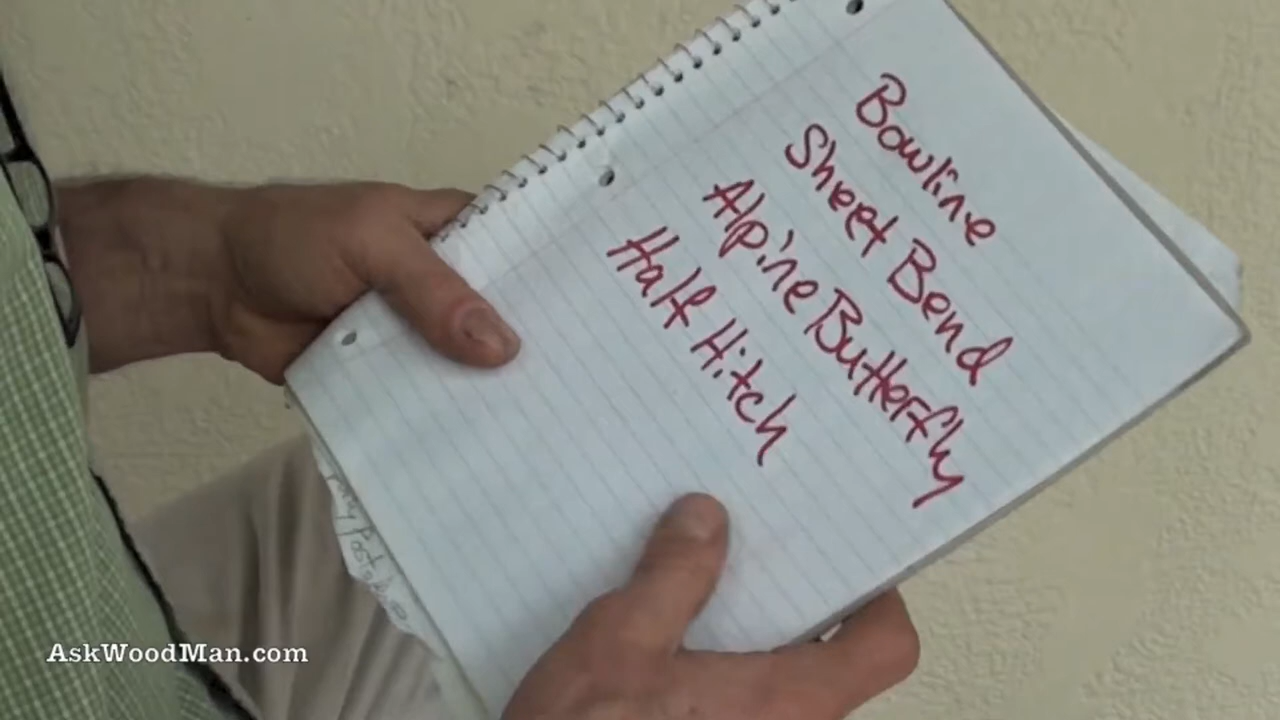 Bowline
Sheet Bend
Alpine Butterfly
Half Hitch
AskWoodMan.com